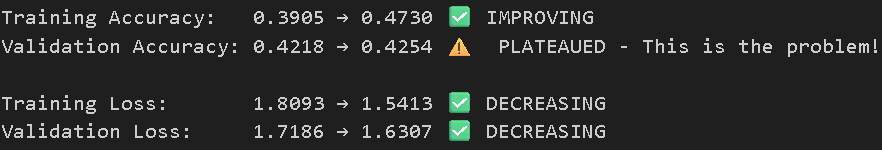 Training Accuracy:   0.3905 → 0.4730 ✅ IMPROVING
Validation Accuracy: 0.4218 → 0.4254 ⚠️  PLATEAUED - This is the problem!
Training Loss:       1.8093 → 1.5413 ✅ DECREASING
Validation Loss:     1.7186 → 1.6307 ✅ DECREASING